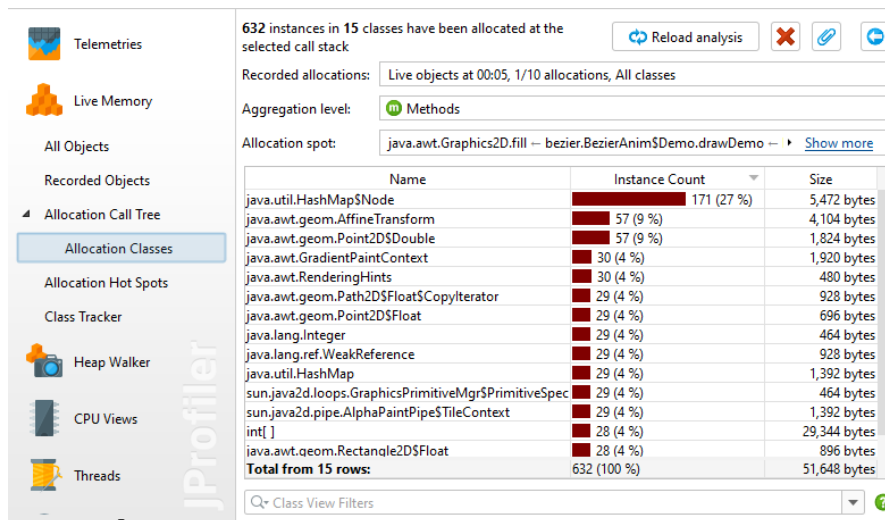 Telemetries
Live Memory
All Objects
Recorded Objects
Allocation Call Tree
Allocation Classes
Allocation Hot Spots
Class Tracker
Heap Walker
CPU Views
Threads
JProfiler
632 instances in 15 classes have been allocated at the
selected call stack
Reload analysis
Recorded allocations: Live objects at 00:05, 1/10 allocations, All classes
Aggregation level: m Methods
Allocation spot: java.awt.Graphics2D.fill ← bezier.BezierAnim$Demo.drawDemo ← Show more
Name Instance Count Size
java.util.HashMap$Node 171 (27 %) 5,472 bytes
java.awt.geom.AffineTransform 57 (9 %) 4,104 bytes
java.awt.geom.Point2D$Double 57 (9 %) 1,824 bytes
java.awt.GradientPaintContext 30 (4 %) 1,920 bytes
java.awt.RenderingHints 30 (4 %) 480 bytes
java.awt.geom.Path2D$Float$CopyIterator 29 (4 %) 928 bytes
java.awt.geom.Point2D$Float 29 (4 %) 696 bytes
java.lang.Integer 29 (4 %) 464 bytes
java.lang.ref.WeakReference 29 (4 %) 928 bytes
java.util.HashMap 29 (4 %) 1,392 bytes
sun.java2d.loops.GraphicsPrimitiveMgr$PrimitiveSpec 29 (4 %) 464 bytes
sun.java2d.pipe.AlphaPaintPipe$TileContext 29 (4 %) 1,392 bytes
int[ ] 28 (4 %) 29,344 bytes
java.awt.geom.Rectangle2D$Float 28 (4 %) 896 bytes
Total from 15 rows: 632 (100 %) 51,648 bytes
Class View Filters
?